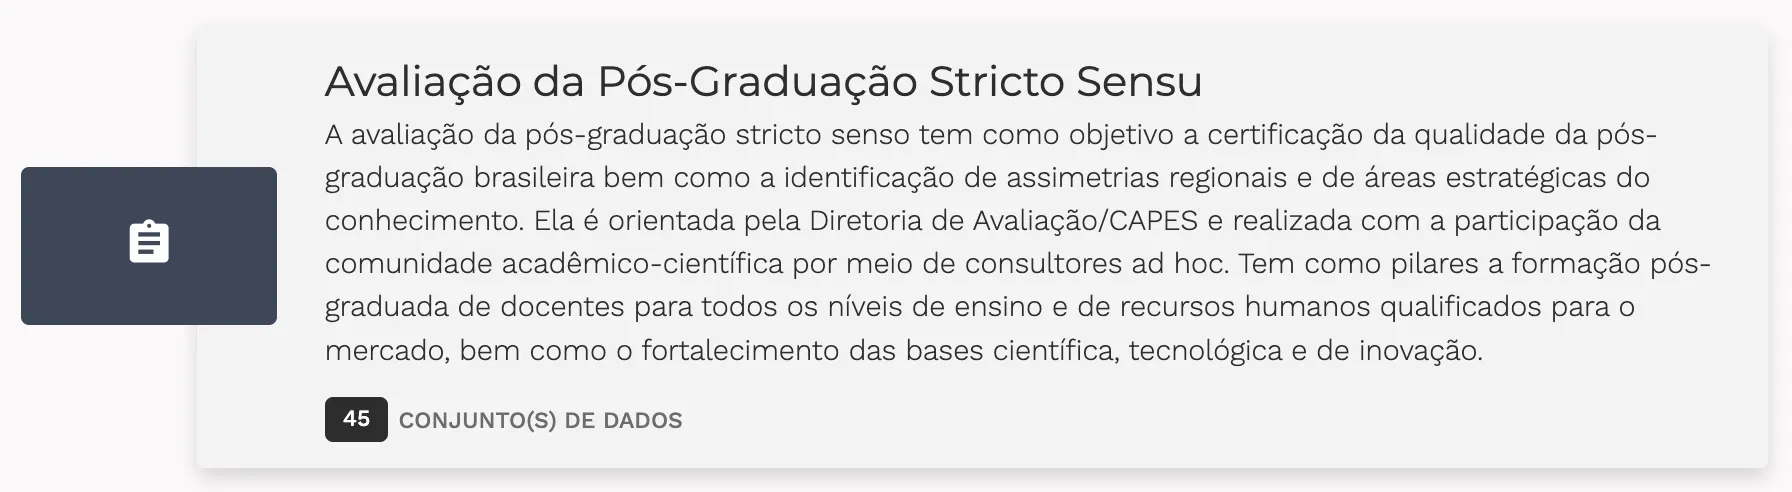 Avaliação da Pós-Graduação Stricto Sensu
A avaliação da pós-graduação stricto senso tem como objetivo a certificação da qualidade da pós-
graduação brasileira bem como a identificação de assimetrias regionais e de áreas estratégicas do
conhecimento. Ela é orientada pela Diretoria de Avaliação/CAPES e realizada com a participação da
comunidade acadêmico-científica por meio de consultores ad hoc. Tem como pilares a formação pós-
graduada de docentes para todos os níveis de ensino e de recursos humanos qualificados para o
mercado, bem como o fortalecimento das bases científica, tecnológica e de inovação.
45 CONJUNTO(S) DE DADOS